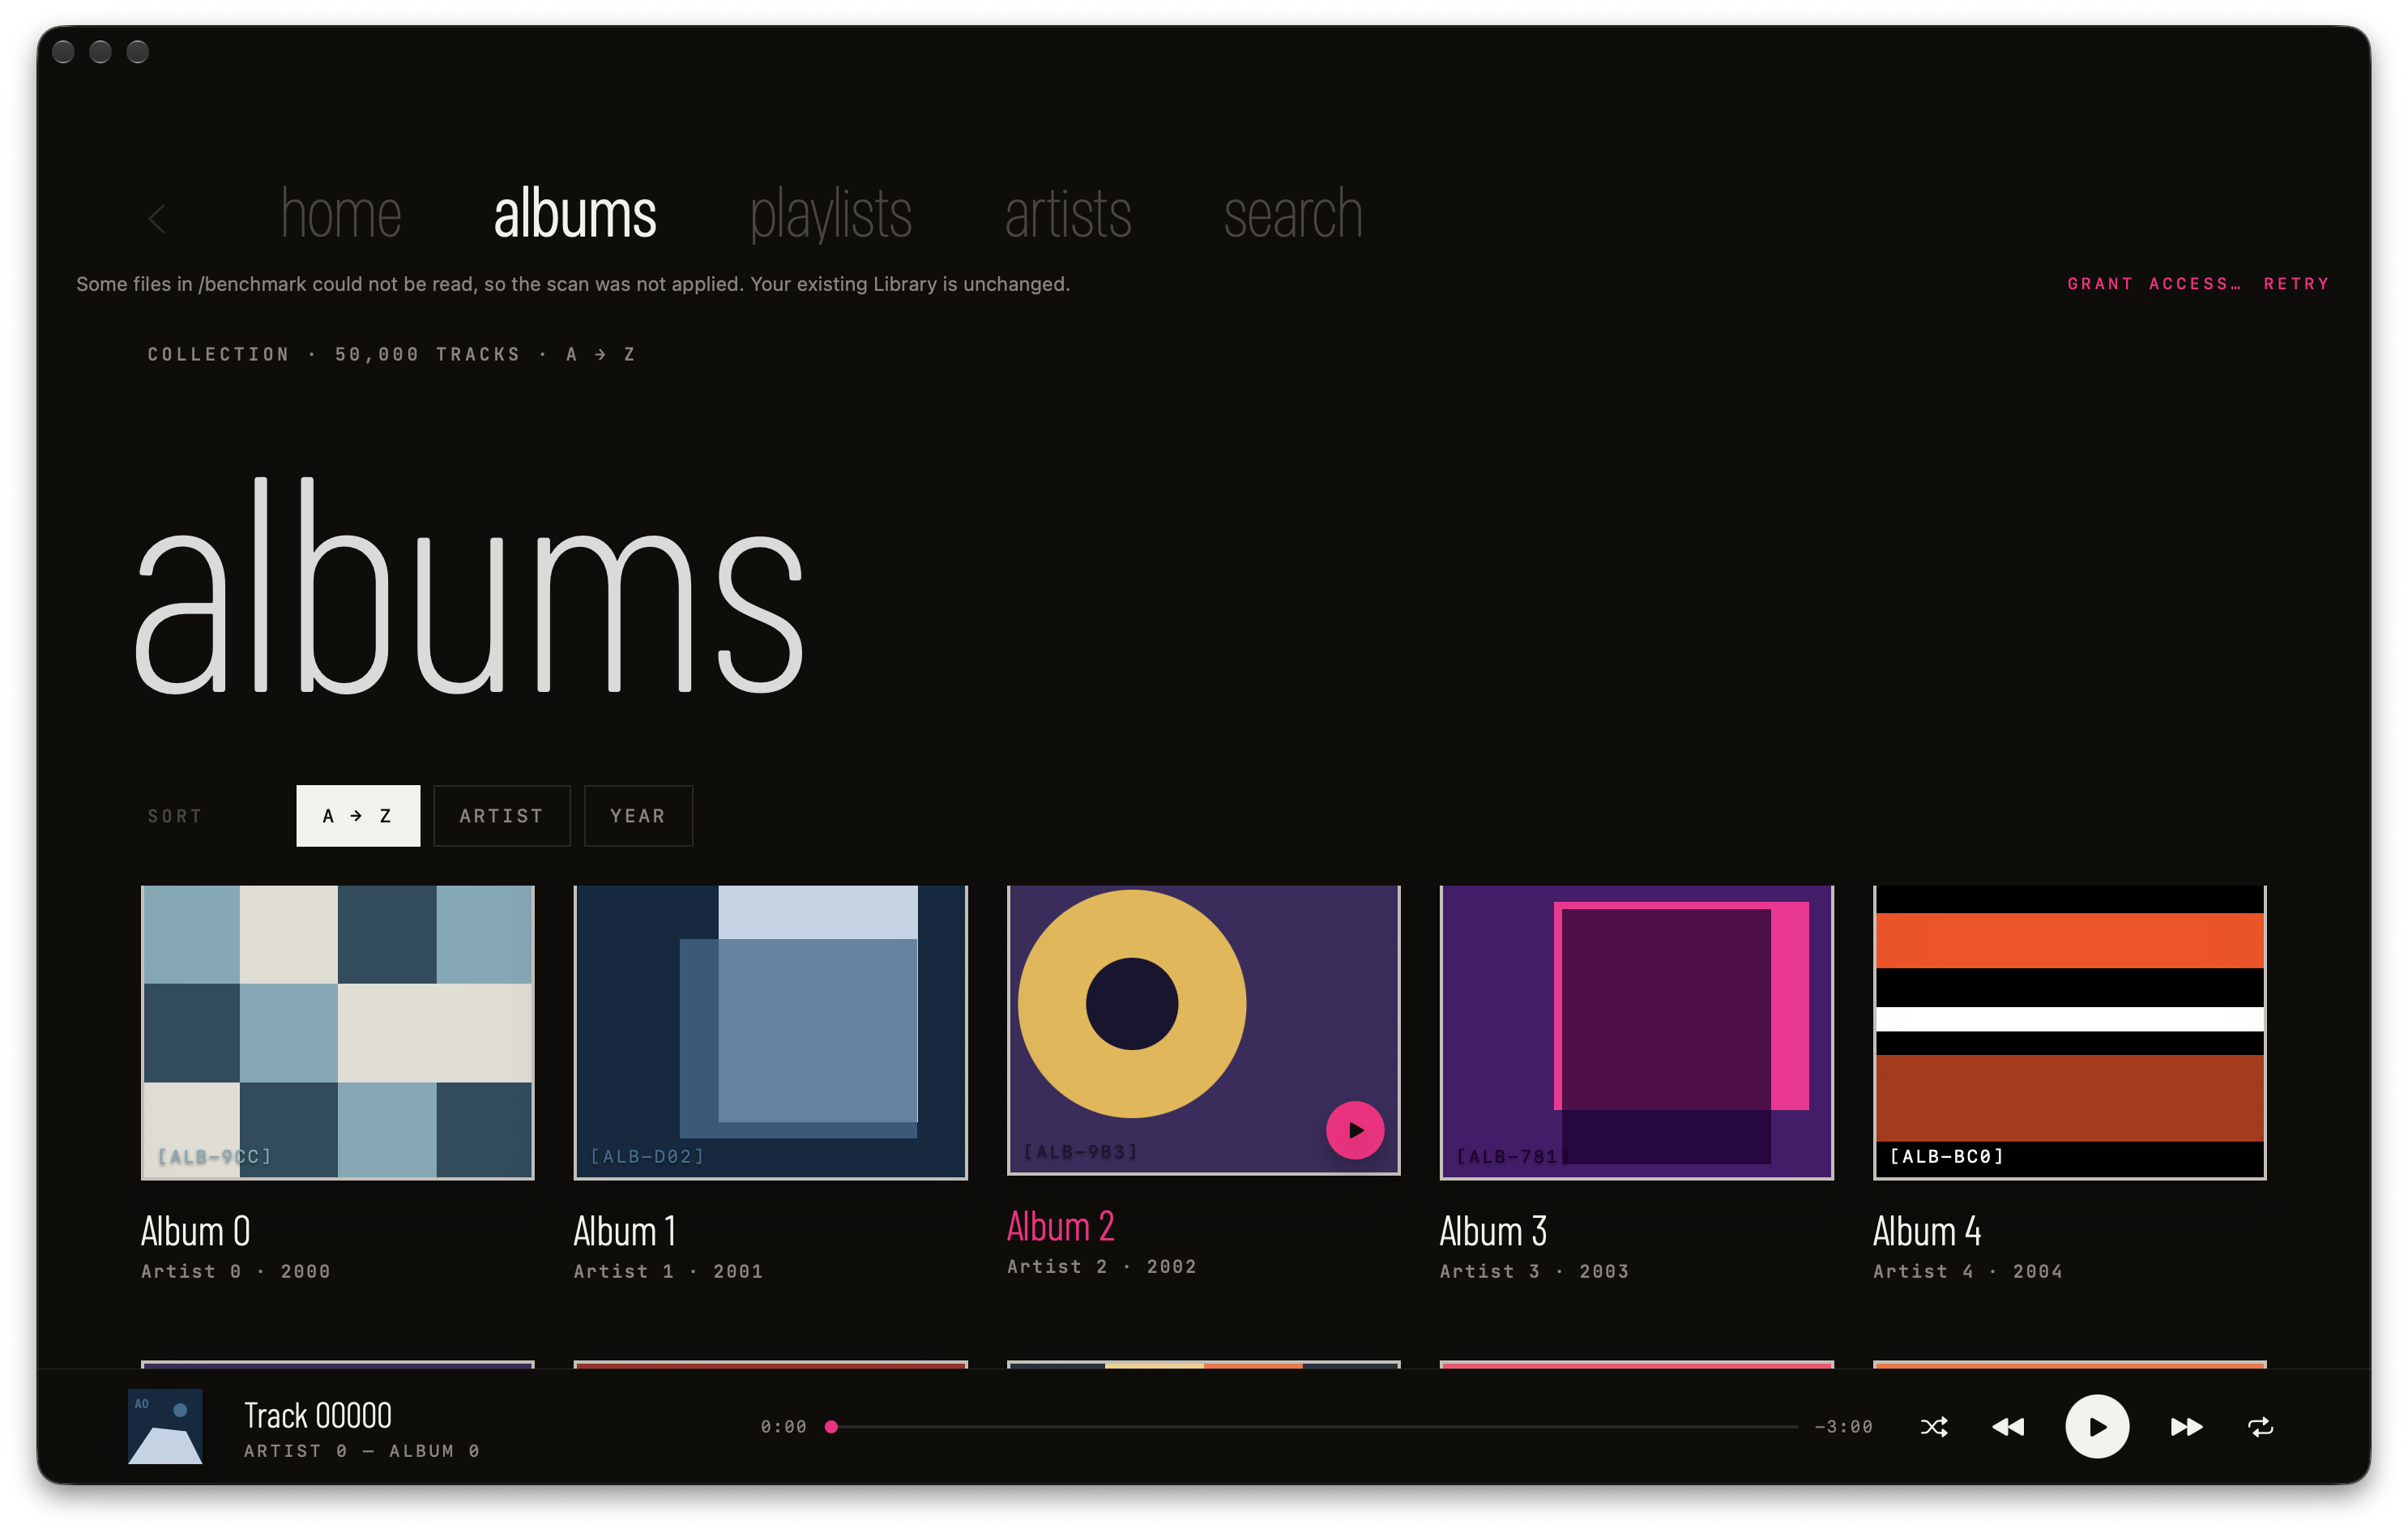 home albums playlists artists search
Some files in /benchmark could not be read, so the scan was not applied. Your existing Library is unchanged. GRANT ACCESS… RETRY
COLLECTION · 50,000 TRACKS · A → Z
albums
SORT A → Z ARTIST YEAR
[ALB-9CC] [ALB-D02] [ALB-9B3] [ALB-781] [ALB-BC0]
Album 0 Album 1 Album 2 Album 3 Album 4
Artist 0 · 2000 Artist 1 · 2001 Artist 2 · 2002 Artist 3 · 2003 Artist 4 · 2004
A0
Track 00000
ARTIST 0 — ALBUM 0
0:00 -3:00